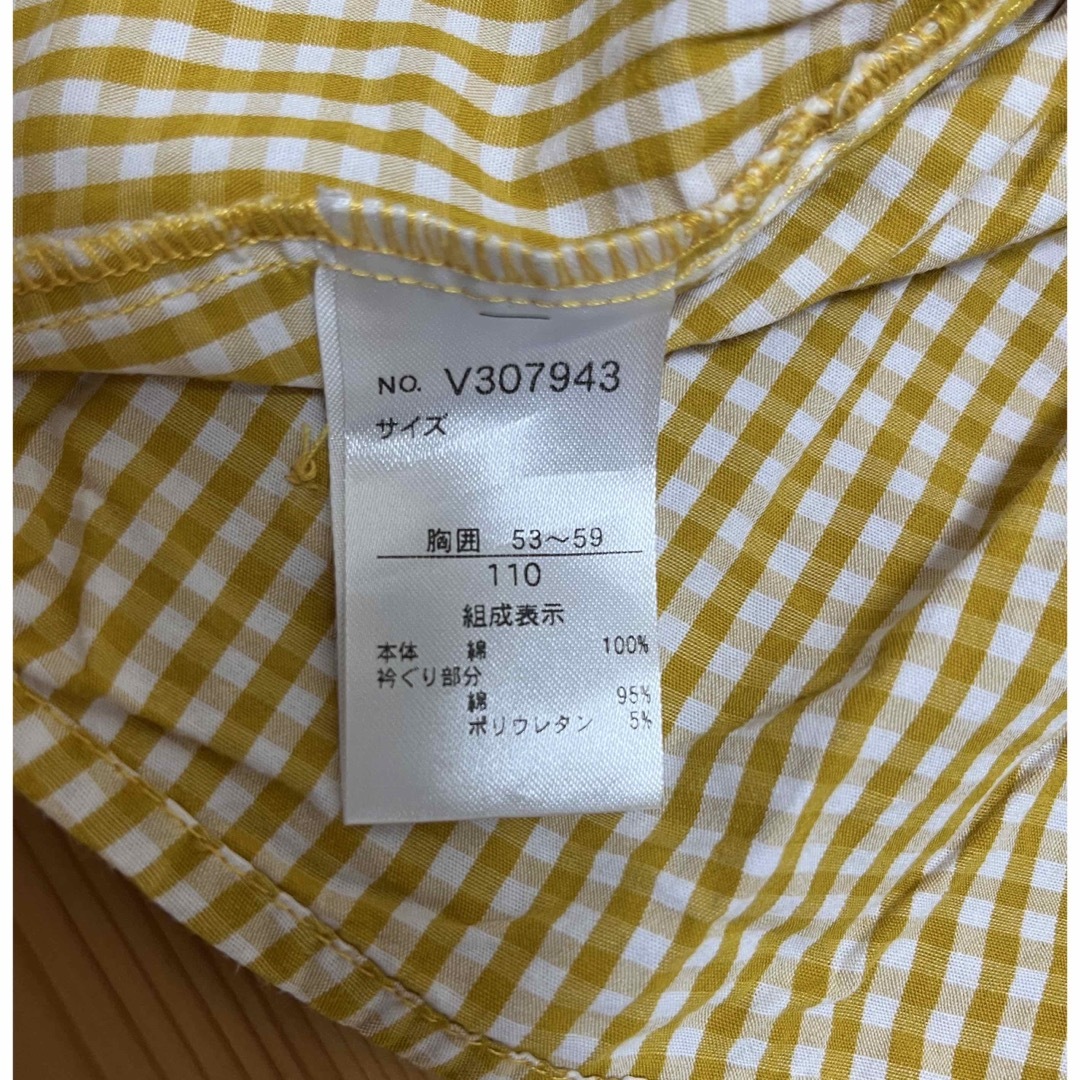 NO. V307943
サイズ
胸囲 53〜59
110
組成表示
本体 綿 100%
衿ぐり部分
綿 95%
ポリウレタン 5%